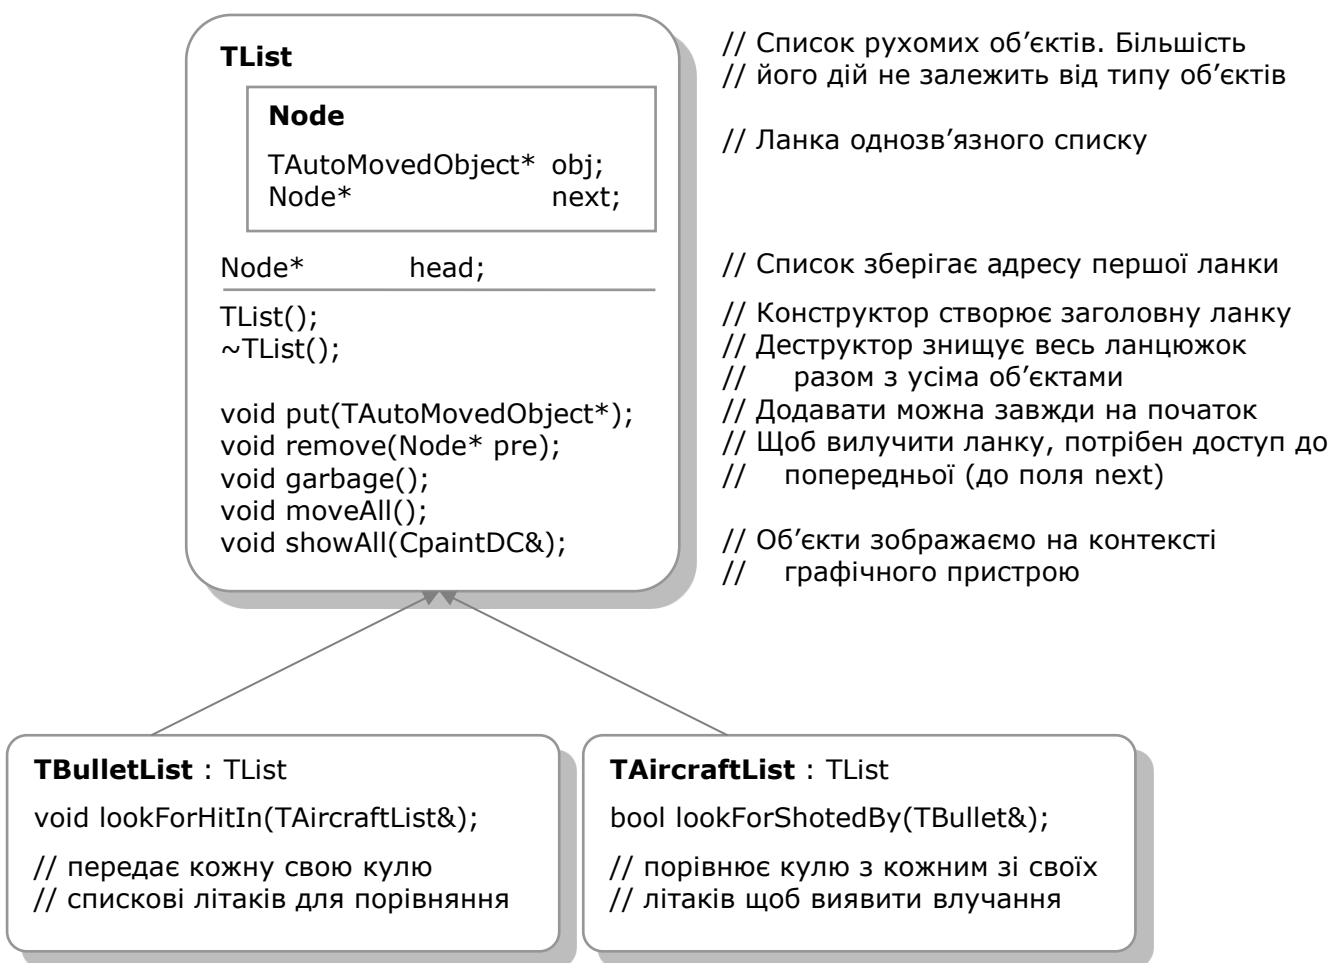 TList
// Список рухомих об’єктів. Більшість
// його дій не залежить від типу об’єктів
Node
// Ланка однозв’язного списку
TAutoMovedObject* obj;
Node* next;
Node* head;
// Список зберігає адресу першої ланки
TList();
// Конструктор створює заголовну ланку
~TList();
// Деструктор знищує весь ланцюжок
// разом з усіма об’єктами
void put(TAutoMovedObject*);
// Додавати можна завжди на початок
void remove(Node* pre);
// Щоб вилучити ланку, потрібен доступ до
void garbage();
// попередньої (до поля next)
void moveAll();
void showAll(CpaintDC&);
// Об’єкти зображаємо на контексті
// графічного пристрою
TBulletList : TList
void lookForHitIn(TAircraftList&);
// передає кожну свою кулю
// спискові літаків для порівняння
TAircraftList : TList
bool lookForShotedBy(TBullet&);
// порівнює кулю з кожним зі своїх
// літаків щоб виявити влучання